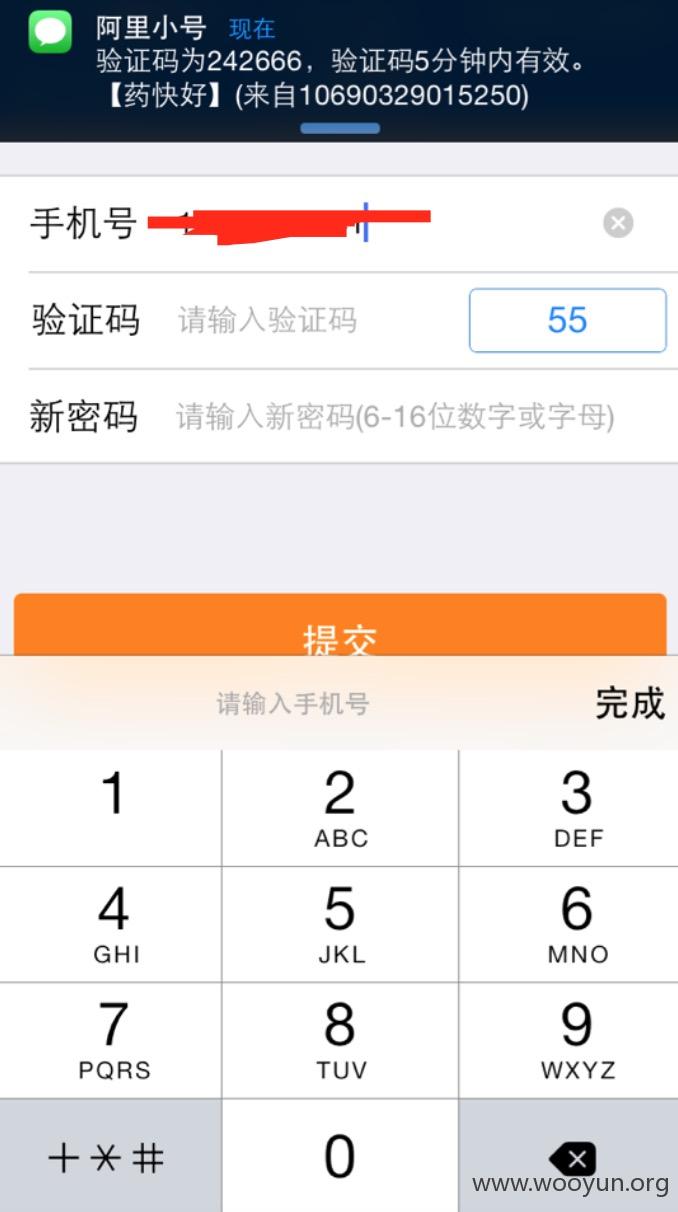 阿里小号 现在
验证码为242666，验证码5分钟内有效。
【药快好】(来自10690329015250)
手机号
验证码 请输入验证码 55
新密码 请输入新密码(6-16位数字或字母)
提交
请输入手机号 完成
1 2 3
ABC DEF
4 5 6
GHI JKL MNO
7 8 9
PQRS TUV WXYZ
+*# 0
www.wooyun.org